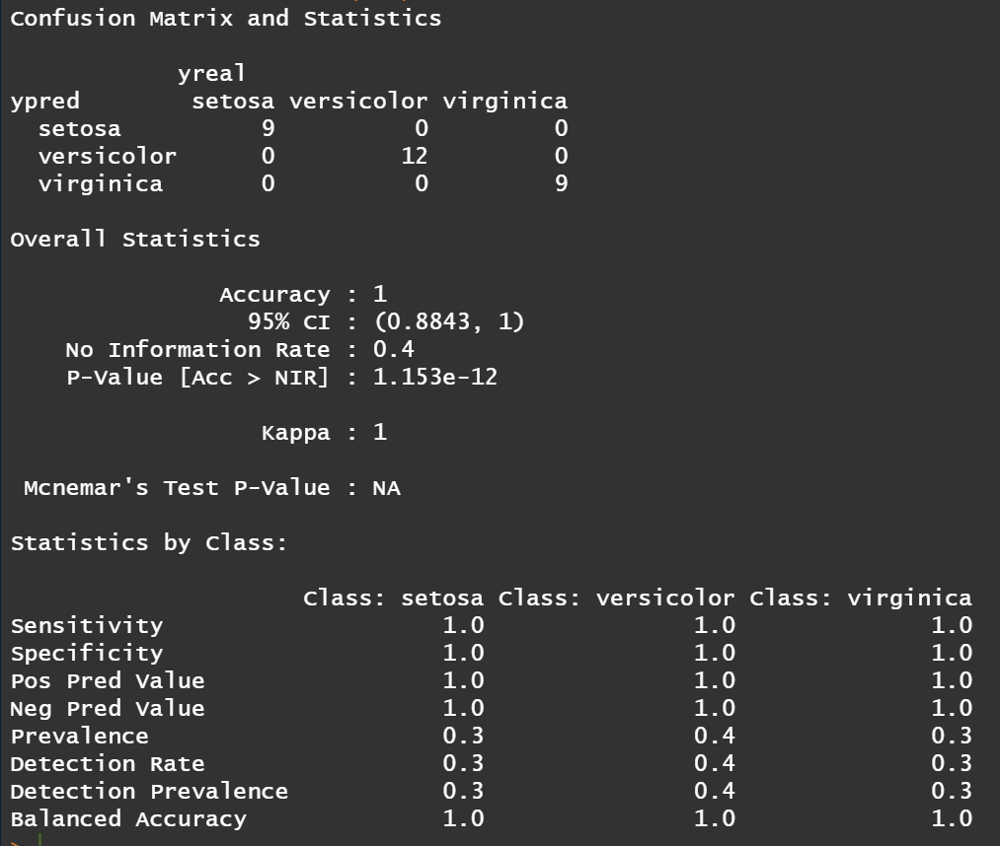 Confusion Matrix and Statistics
yreal
ypred setosa versicolor virginica
setosa 9 0 0
versicolor 0 12 0
virginica 0 0 9
Overall Statistics
Accuracy : 1
95% CI : (0.8843, 1)
No Information Rate : 0.4
P-Value [Acc > NIR] : 1.153e-12
Kappa : 1
Mcnemar's Test P-Value : NA
Statistics by Class:
Class: setosa Class: versicolor Class: virginica
Sensitivity 1.0 1.0 1.0
Specificity 1.0 1.0 1.0
Pos Pred Value 1.0 1.0 1.0
Neg Pred Value 1.0 1.0 1.0
Prevalence 0.3 0.4 0.3
Detection Rate 0.3 0.4 0.3
Detection Prevalence 0.3 0.4 0.3
Balanced Accuracy 1.0 1.0 1.0